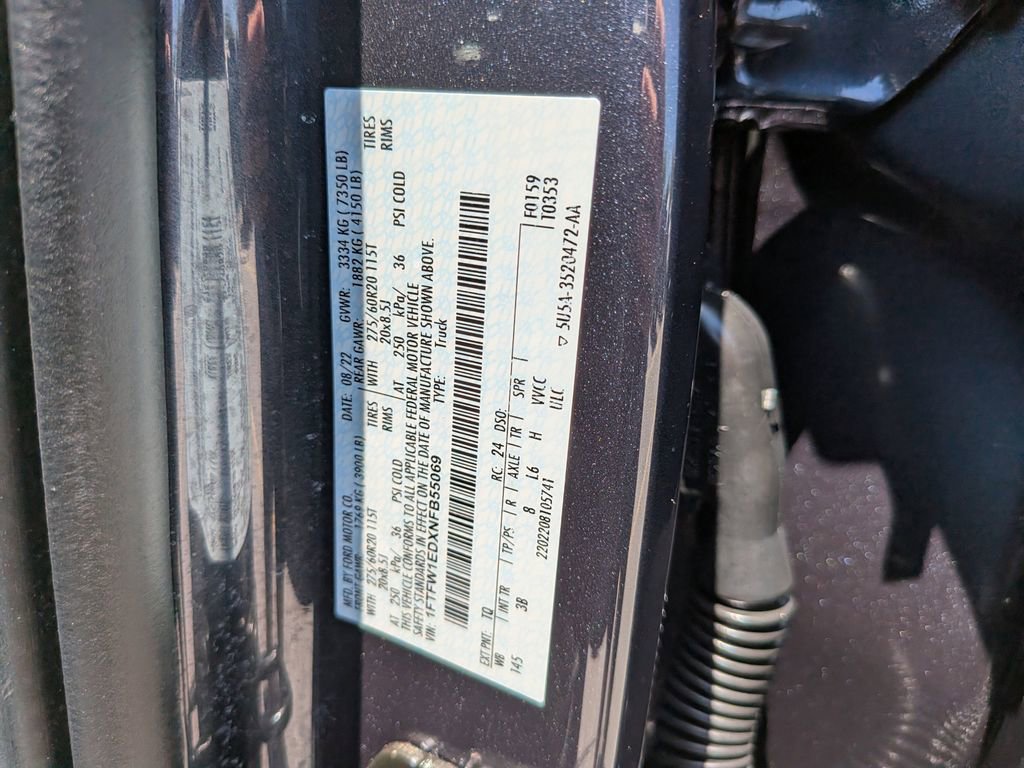 MFD. BY FORD MOTOR CO. DATE: 08/22 GVWR: 3334 KG ( 7350 LB)
FRONT GAWR: 1769 KG ( 3900 LB) REAR GAWR: 1882 KG ( 4150 LB)
WITH 275/60R20 115T TIRES WITH 275/60R20 115T TIRES
20x8.5J RIMS 20x8.5J RIMS
AT 250 kPa/ 36 PSI COLD AT 250 kPa/ 36 PSI COLD
THIS VEHICLE CONFORMS TO ALL APPLICABLE FEDERAL MOTOR VEHICLE
SAFETY STANDARDS IN EFFECT ON THE DATE OF MANUFACTURE SHOWN ABOVE.
VIN: 1FTFW1EDXNFB55069 TYPE: Truck
F0159
T0353
EXT PNT: TQ RC: 24 DSO:
WB INT TR TP/PS R AXLE TR SPR
145 3B 8 L6 H VVCC
2202208105741 ULC
▽ 5U5A-3520472-AA